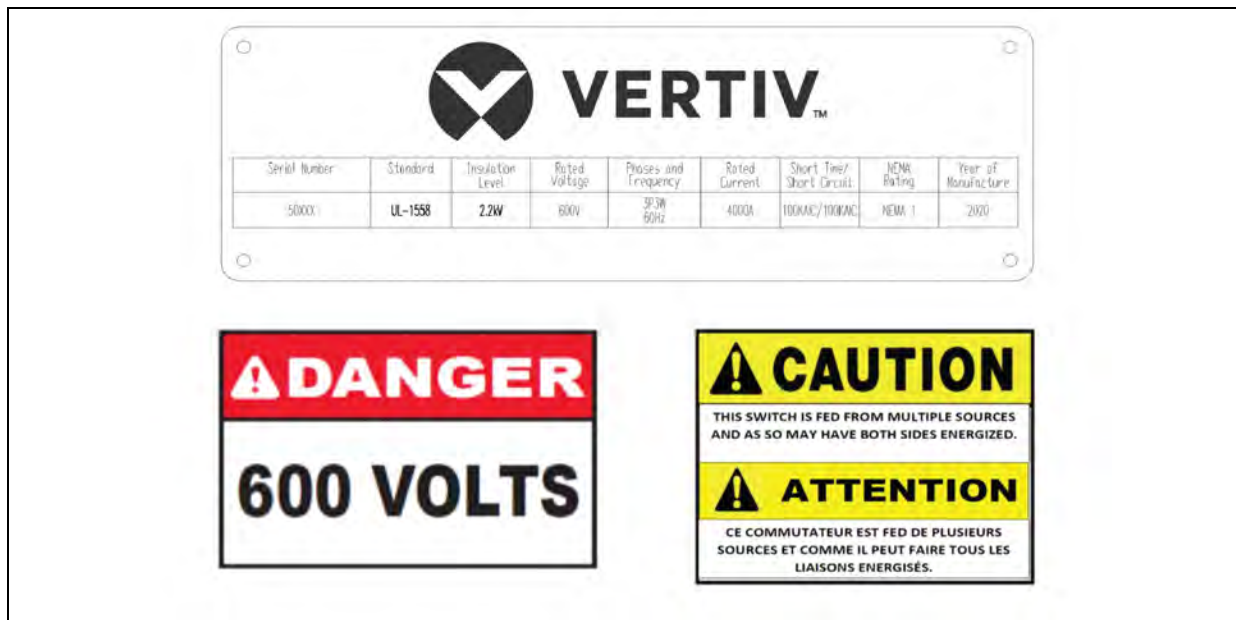 VERTIV™
Serial Number Standard Insulation Level Rated Voltage Phases and Frequency Rated Current Short Time/ Short Circuit NEMA Rating Year of Manufacture
50XXX UL-1558 2.2kV 600V 3P3W 60Hz 4000A 100KAIC/100KAIC NEMA 1 2020
DANGER
600 VOLTS
CAUTION
THIS SWITCH IS FED FROM MULTIPLE SOURCES
AND AS SO MAY HAVE BOTH SIDES ENERGIZED.
ATTENTION
CE COMMUTATEUR EST FED DE PLUSIEURS
SOURCES ET COMME IL PEUT FAIRE TOUS LES
LIAISONS ENERGISÉS.